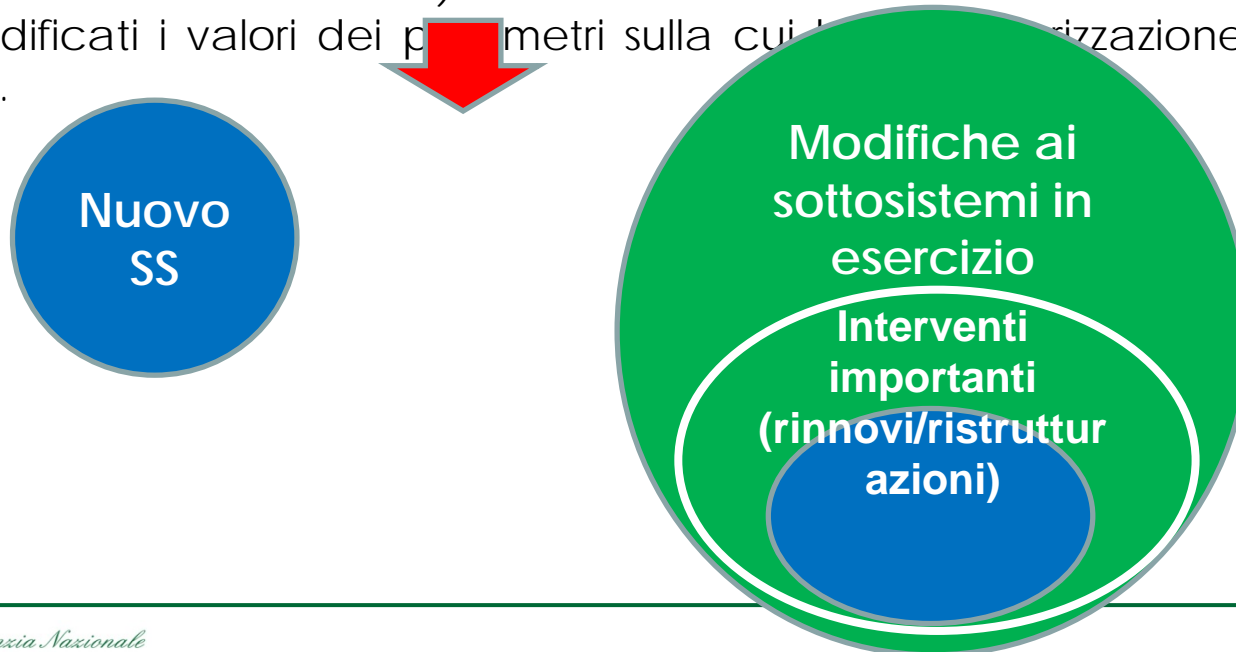 dificati i valori dei p metri sulla cui rizzazione
.
Nuovo
SS
Modifiche ai
sottosistemi in
esercizio
Interventi
importanti
(rinnovi/ristruttur
azioni)
nzia Nazionale